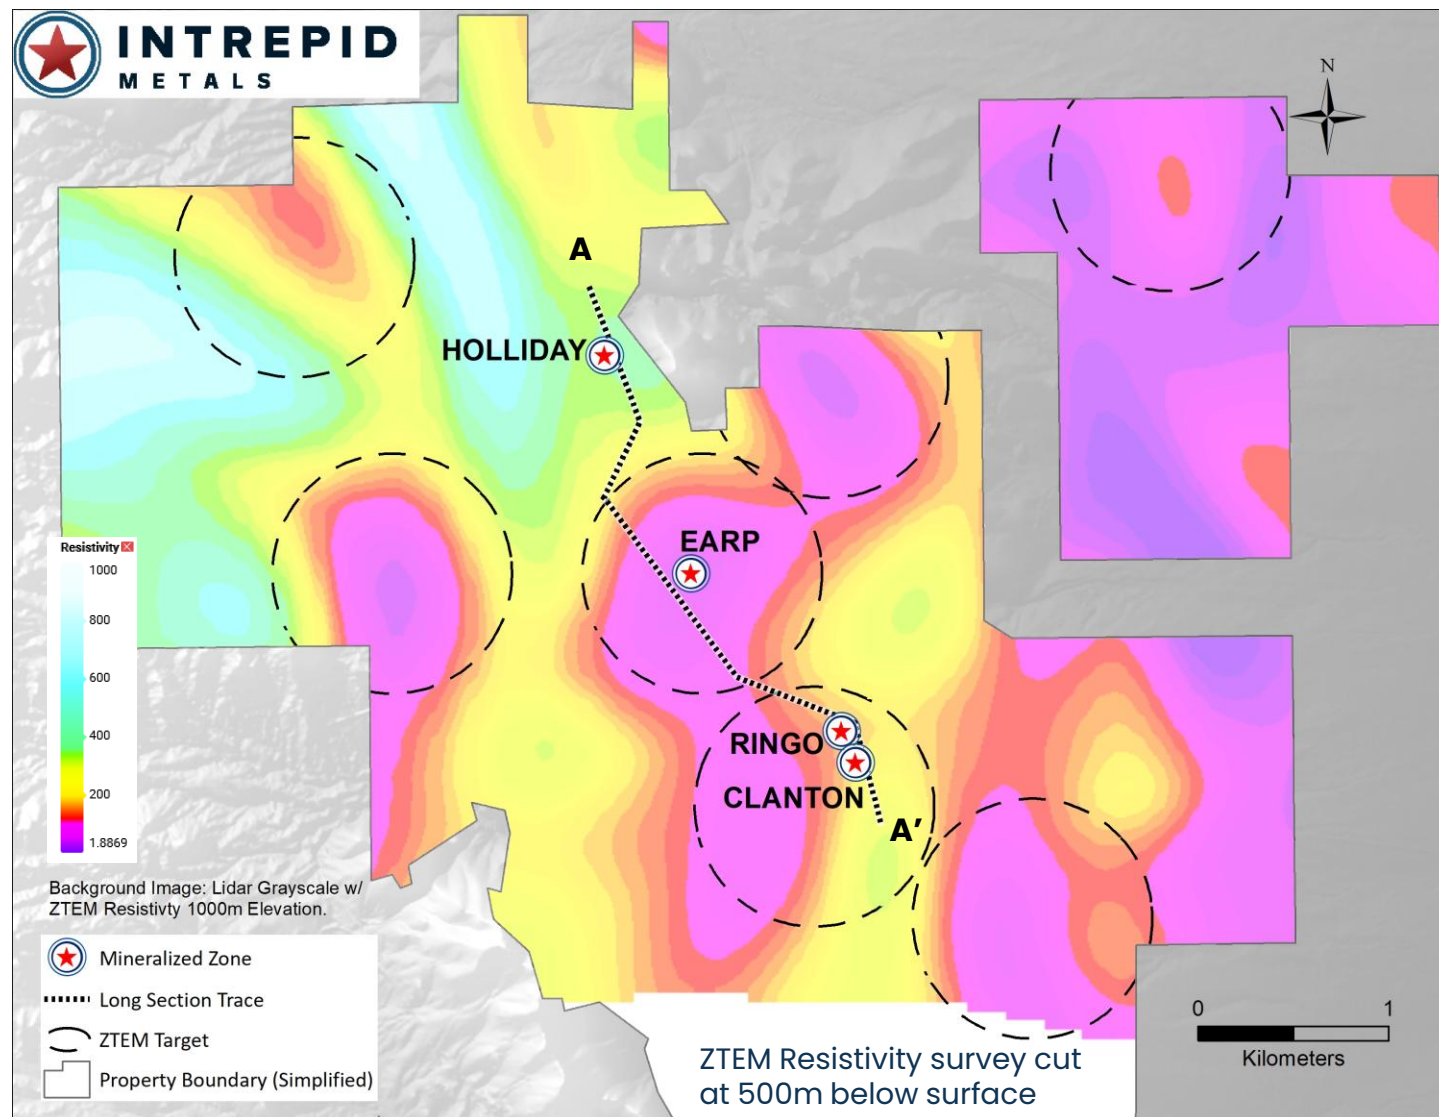 INTREPID
METALS
N
A
HOLLIDAY
EARP
RINGO
CLANTON
A’
Resistivity
1000
800
600
400
200
1.8869
Background Image: Lidar Grayscale w/
ZTEM Resistivty 1000m Elevation.
Mineralized Zone
Long Section Trace
ZTEM Target
Property Boundary (Simplified)
ZTEM Resistivity survey cut
at 500m below surface
0 1
Kilometers